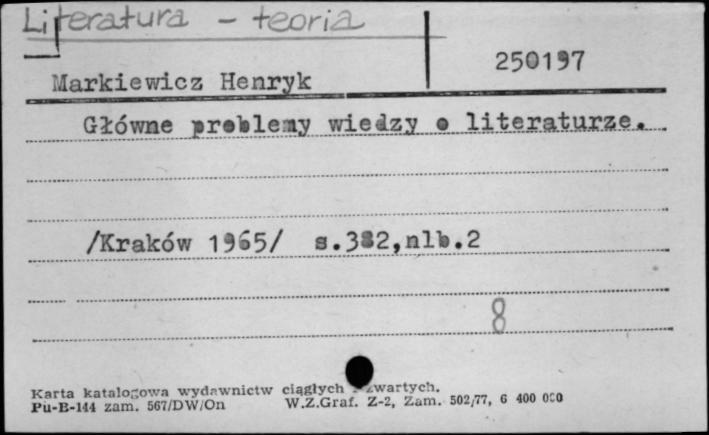 Literatura - teoria
250197
Markiewicz Henryk
Główne problemy wiedzy o literaturze.
/Kraków 1965/ s.382,nlb.2
8
Karta katalogowa wydawnictw ciągłych i zwartych.
Pu-B-144 zam. 567/DW/On W.Z.Graf. Z-2, Zam. 502/77, 6 400 000